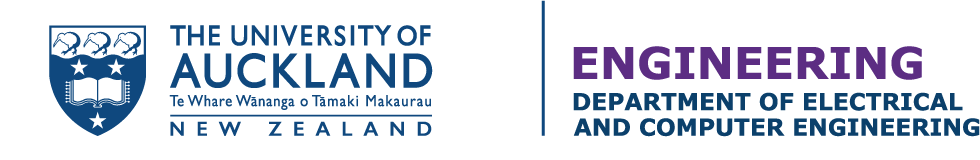 THE UNIVERSITY OF
AUCKLAND
Te Whare Wānanga o Tāmaki Makaurau
NEW ZEALAND
ENGINEERING
DEPARTMENT OF ELECTRICAL
AND COMPUTER ENGINEERING